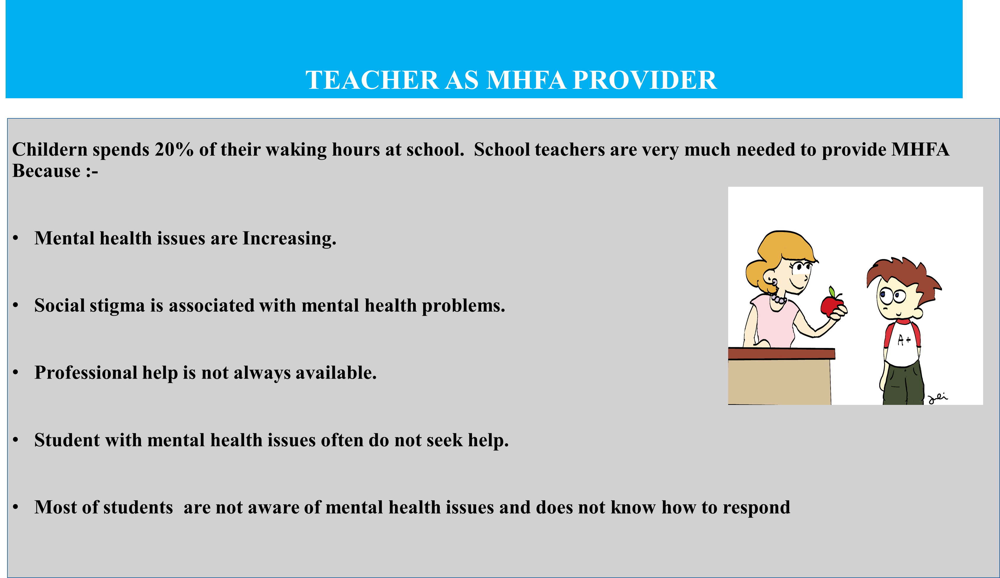 TEACHER AS MHFA PROVIDER
Childern spends 20% of their waking hours at school.  School teachers are very much needed to provide MHFA
Because :-
• Mental health issues are Increasing.
• Social stigma is associated with mental health problems.
• Professional help is not always available.
• Student with mental health issues often do not seek help.
• Most of students  are not aware of mental health issues and does not know how to respond
A+